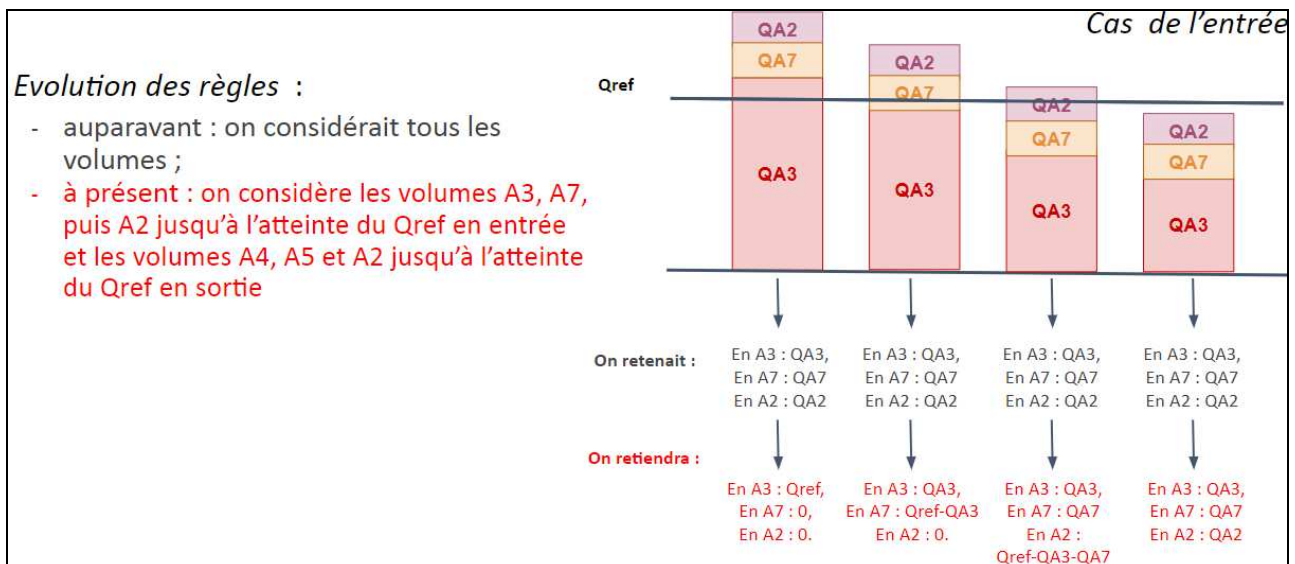 Cas de l'entrée
Evolution des règles :
- auparavant : on considérait tous les
volumes ;
- à présent : on considère les volumes A3, A7,
puis A2 jusqu'à l'atteinte du Qref en entrée
et les volumes A4, A5 et A2 jusqu'à l'atteinte
du Qref en sortie
Qref
QA2
QA7
QA3
QA2
QA7
QA3
QA2
QA7
QA3
QA2
QA7
QA3
On retenait :
En A3 : QA3,
En A7 : QA7
En A2 : QA2
En A3 : QA3,
En A7 : QA7
En A2 : QA2
En A3 : QA3,
En A7 : QA7
En A2 : QA2
En A3 : QA3,
En A7 : QA7
En A2 : QA2
On retiendra :
En A3 : Qref,
En A7 : 0,
En A2 : 0.
En A3 : QA3,
En A7 : Qref-QA3
En A2 : 0.
En A3 : QA3,
En A7 : QA7
En A2 :
Qref-QA3-QA7
En A3 : QA3,
En A7 : QA7
En A2 : QA2